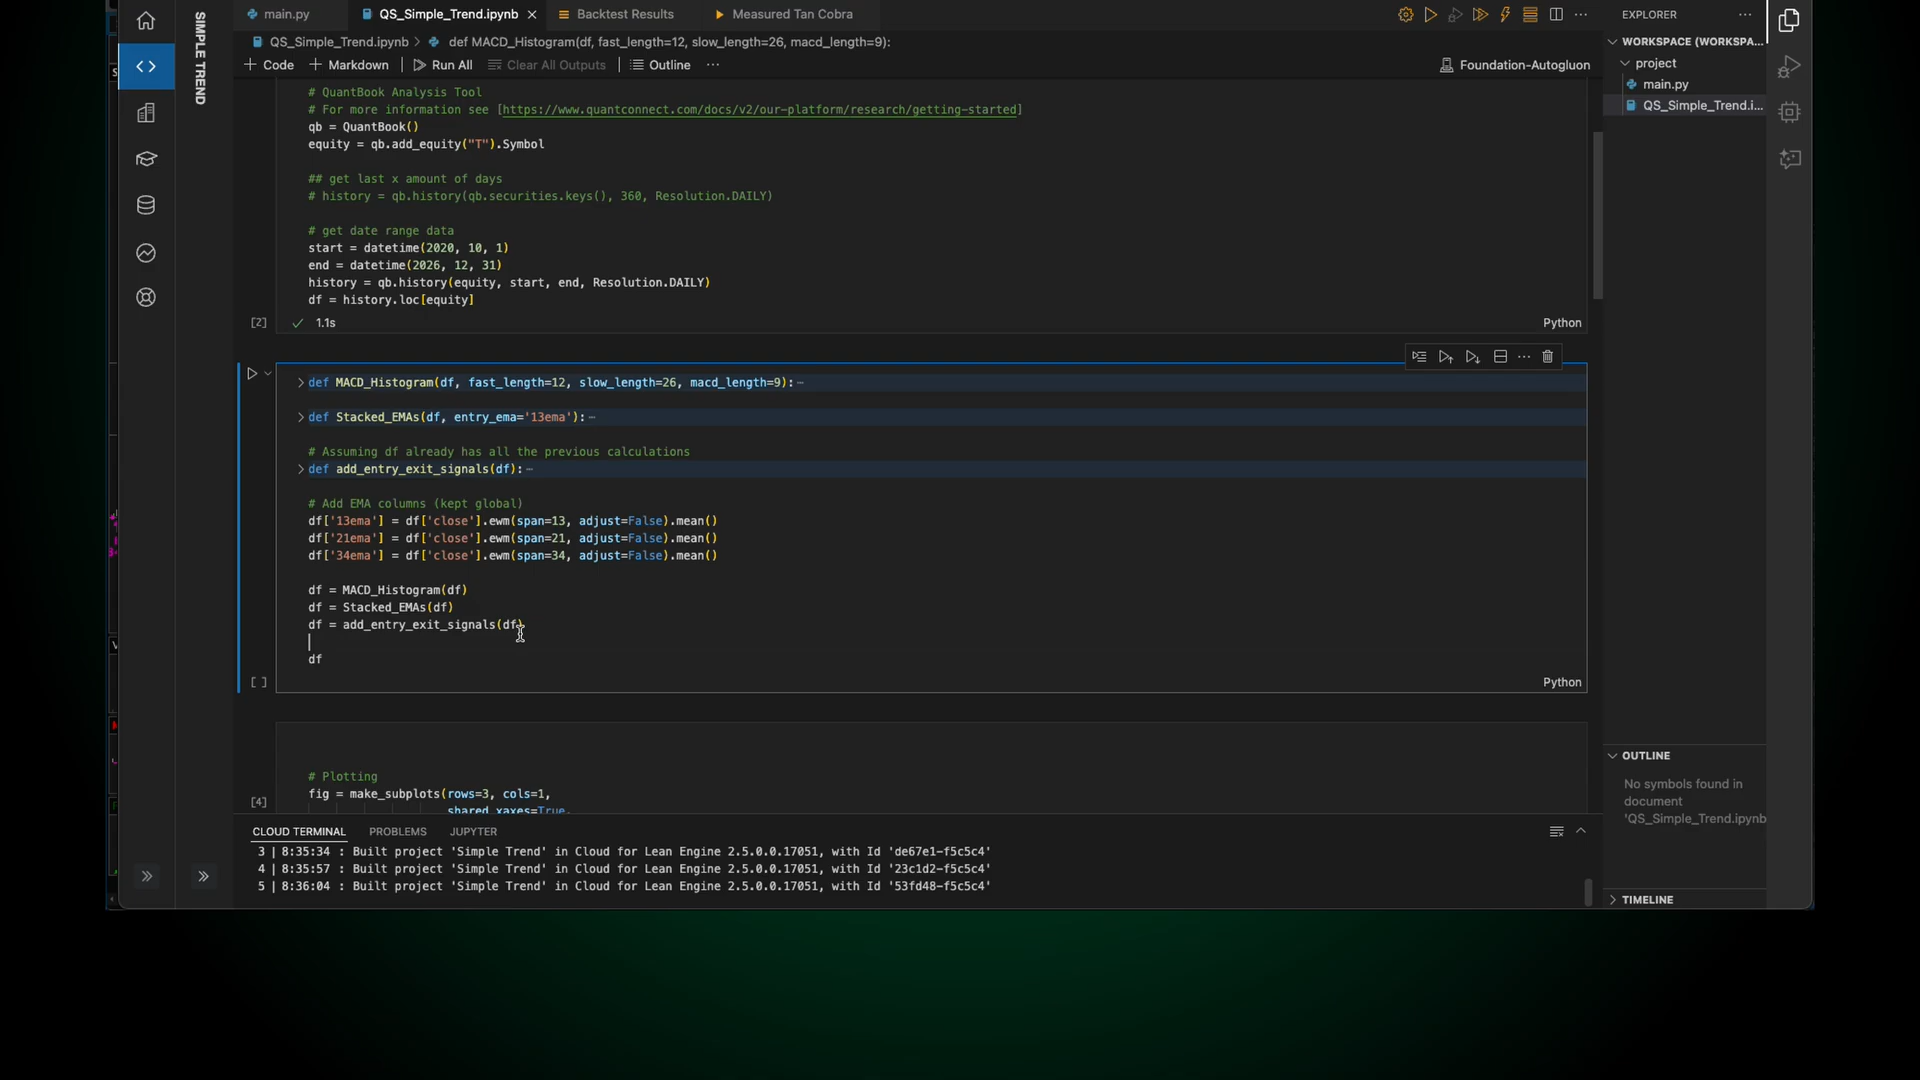 main.py
QS_Simple_Trend.ipynb
Backtest Results
Measured Tan Cobra
EXPLORER
SIMPLE TREND
QS_Simple_Trend.ipynb > def MACD_Histogram(df, fast_length=12, slow_length=26, macd_length=9):
WORKSPACE (WORKSPA...
+ Code + Markdown Run All Clear All Outputs Outline ... Foundation-Autogluon
project
main.py
QS_Simple_Trend.i...
# QuantBook Analysis Tool
# For more information see [https://www.quantconnect.com/docs/v2/our-platform/research/getting-started]
qb = QuantBook()
equity = qb.add_equity("T").Symbol
## get last x amount of days
# history = qb.history(qb.securities.keys(), 360, Resolution.DAILY)
# get date range data
start = datetime(2020, 10, 1)
end = datetime(2026, 12, 31)
history = qb.history(equity, start, end, Resolution.DAILY)
df = history.loc[equity]
[2] ✓ 1.1s Python
def MACD_Histogram(df, fast_length=12, slow_length=26, macd_length=9):
def Stacked_EMAs(df, entry_ema='13ema'):
# Assuming df already has all the previous calculations
def add_entry_exit_signals(df):
# Add EMA columns (kept global)
df['13ema'] = df['close'].ewm(span=13, adjust=False).mean()
df['21ema'] = df['close'].ewm(span=21, adjust=False).mean()
df['34ema'] = df['close'].ewm(span=34, adjust=False).mean()
df = MACD_Histogram(df)
df = Stacked_EMAs(df)
df = add_entry_exit_signals(df)
df
[ ] Python
# Plotting
fig = make_subplots(rows=3, cols=1,
[4]
shared_xaxes=True,
OUTLINE
No symbols found in
document
'QS_Simple_Trend.ipynb
CLOUD TERMINAL PROBLEMS JUPYTER
3 | 8:35:34 : Built project 'Simple Trend' in Cloud for Lean Engine 2.5.0.0.17051, with Id 'de67e1-f5c5c4'
4 | 8:35:57 : Built project 'Simple Trend' in Cloud for Lean Engine 2.5.0.0.17051, with Id '23c1d2-f5c5c4'
5 | 8:36:04 : Built project 'Simple Trend' in Cloud for Lean Engine 2.5.0.0.17051, with Id '53fd48-f5c5c4'
TIMELINE